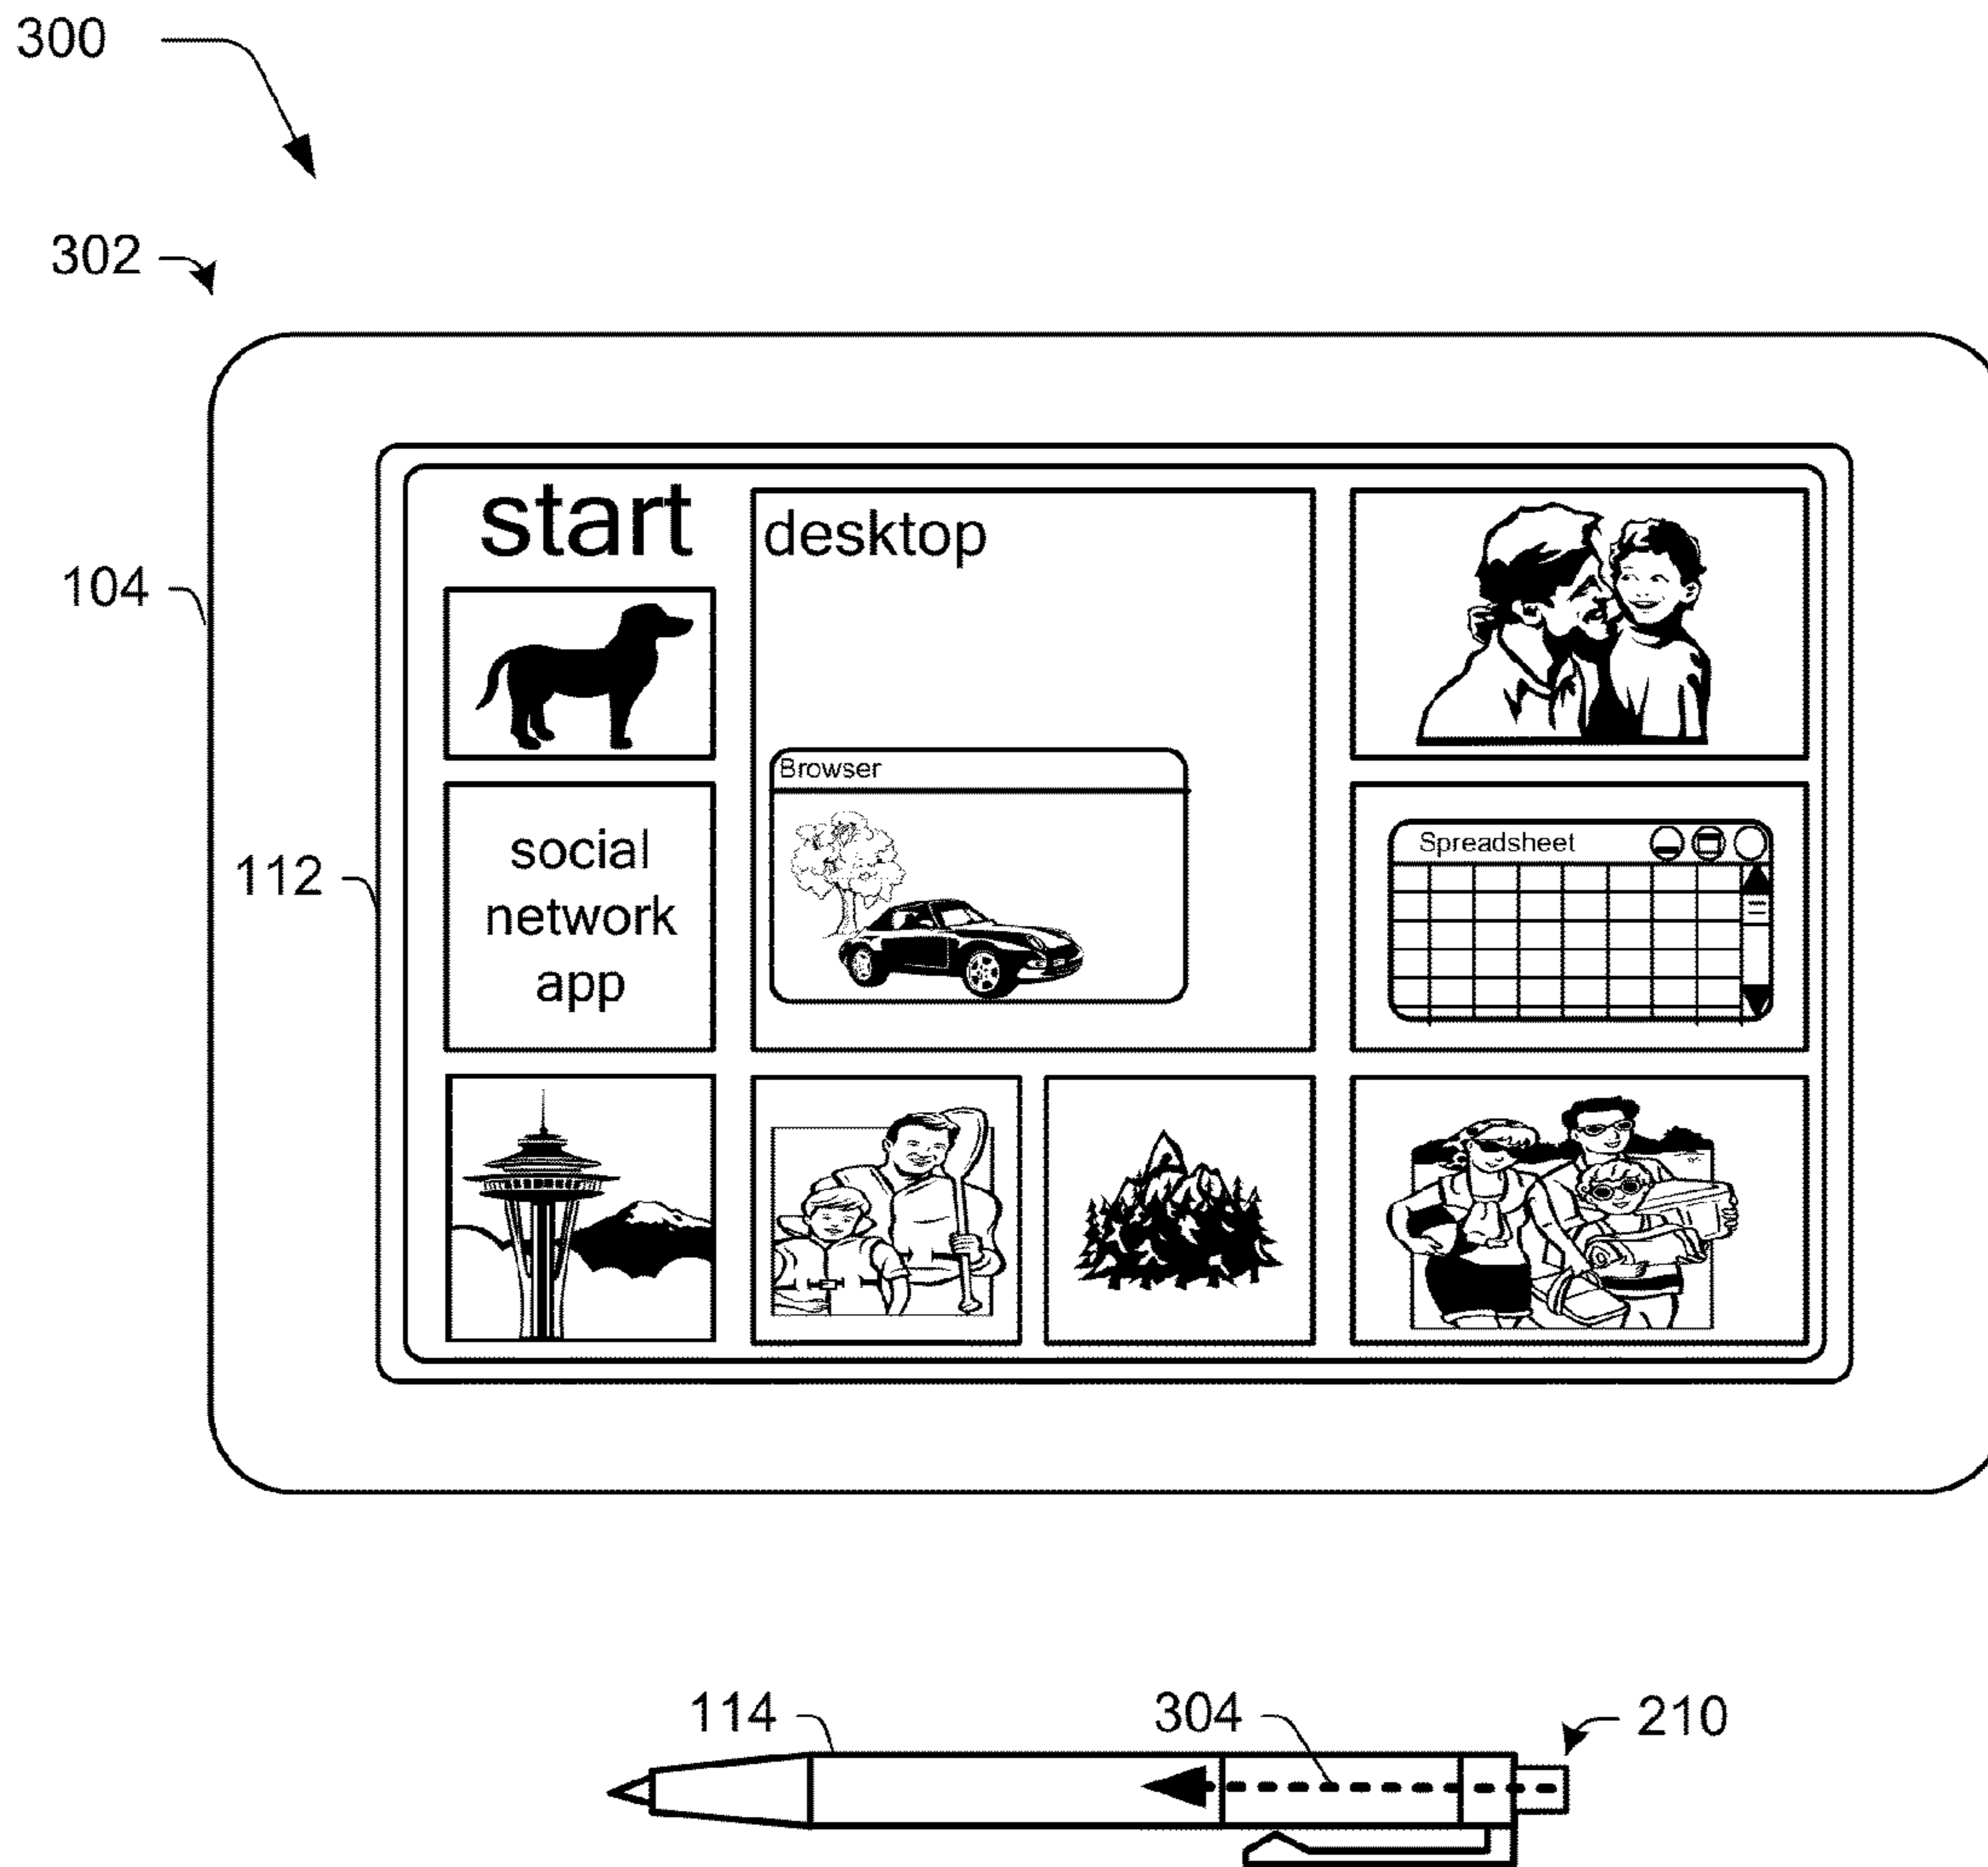 300
302
104
112
start
desktop
Browser
social
network
app
Spreadsheet
114
304
210